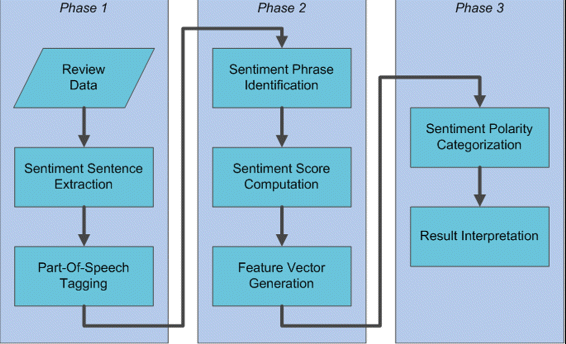 Phase 1
Review
Data
Sentiment Sentence
Extraction
Part-Of-Speech
Tagging
Phase 2
Sentiment Phrase
Identification
Sentiment Score
Computation
Feature Vector
Generation
Phase 3
Sentiment Polarity
Categorization
Result Interpretation